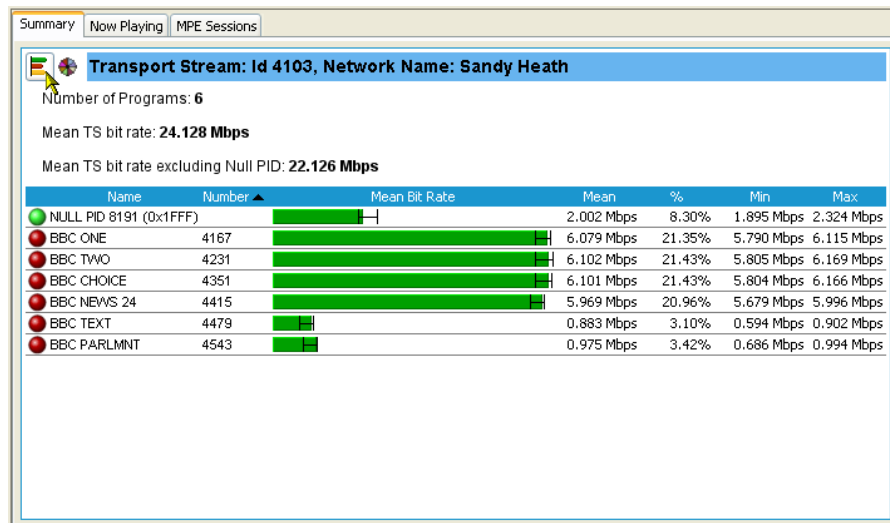 Summary Now Playing MPE Sessions
Transport Stream: Id 4103, Network Name: Sandy Heath
Number of Programs: 6
Mean TS bit rate: 24.128 Mbps
Mean TS bit rate excluding Null PID: 22.126 Mbps
Name Number Mean Bit Rate Mean % Min Max
NULL PID 8191 (0x1FFF) 2.002 Mbps 8.30% 1.895 Mbps 2.324 Mbps
BBC ONE 4167 6.079 Mbps 21.35% 5.790 Mbps 6.115 Mbps
BBC TWO 4231 6.102 Mbps 21.43% 5.805 Mbps 6.169 Mbps
BBC CHOICE 4351 6.101 Mbps 21.43% 5.804 Mbps 6.166 Mbps
BBC NEWS 24 4415 5.969 Mbps 20.96% 5.679 Mbps 5.996 Mbps
BBC TEXT 4479 0.883 Mbps 3.10% 0.594 Mbps 0.902 Mbps
BBC PARLMNT 4543 0.975 Mbps 3.42% 0.686 Mbps 0.994 Mbps